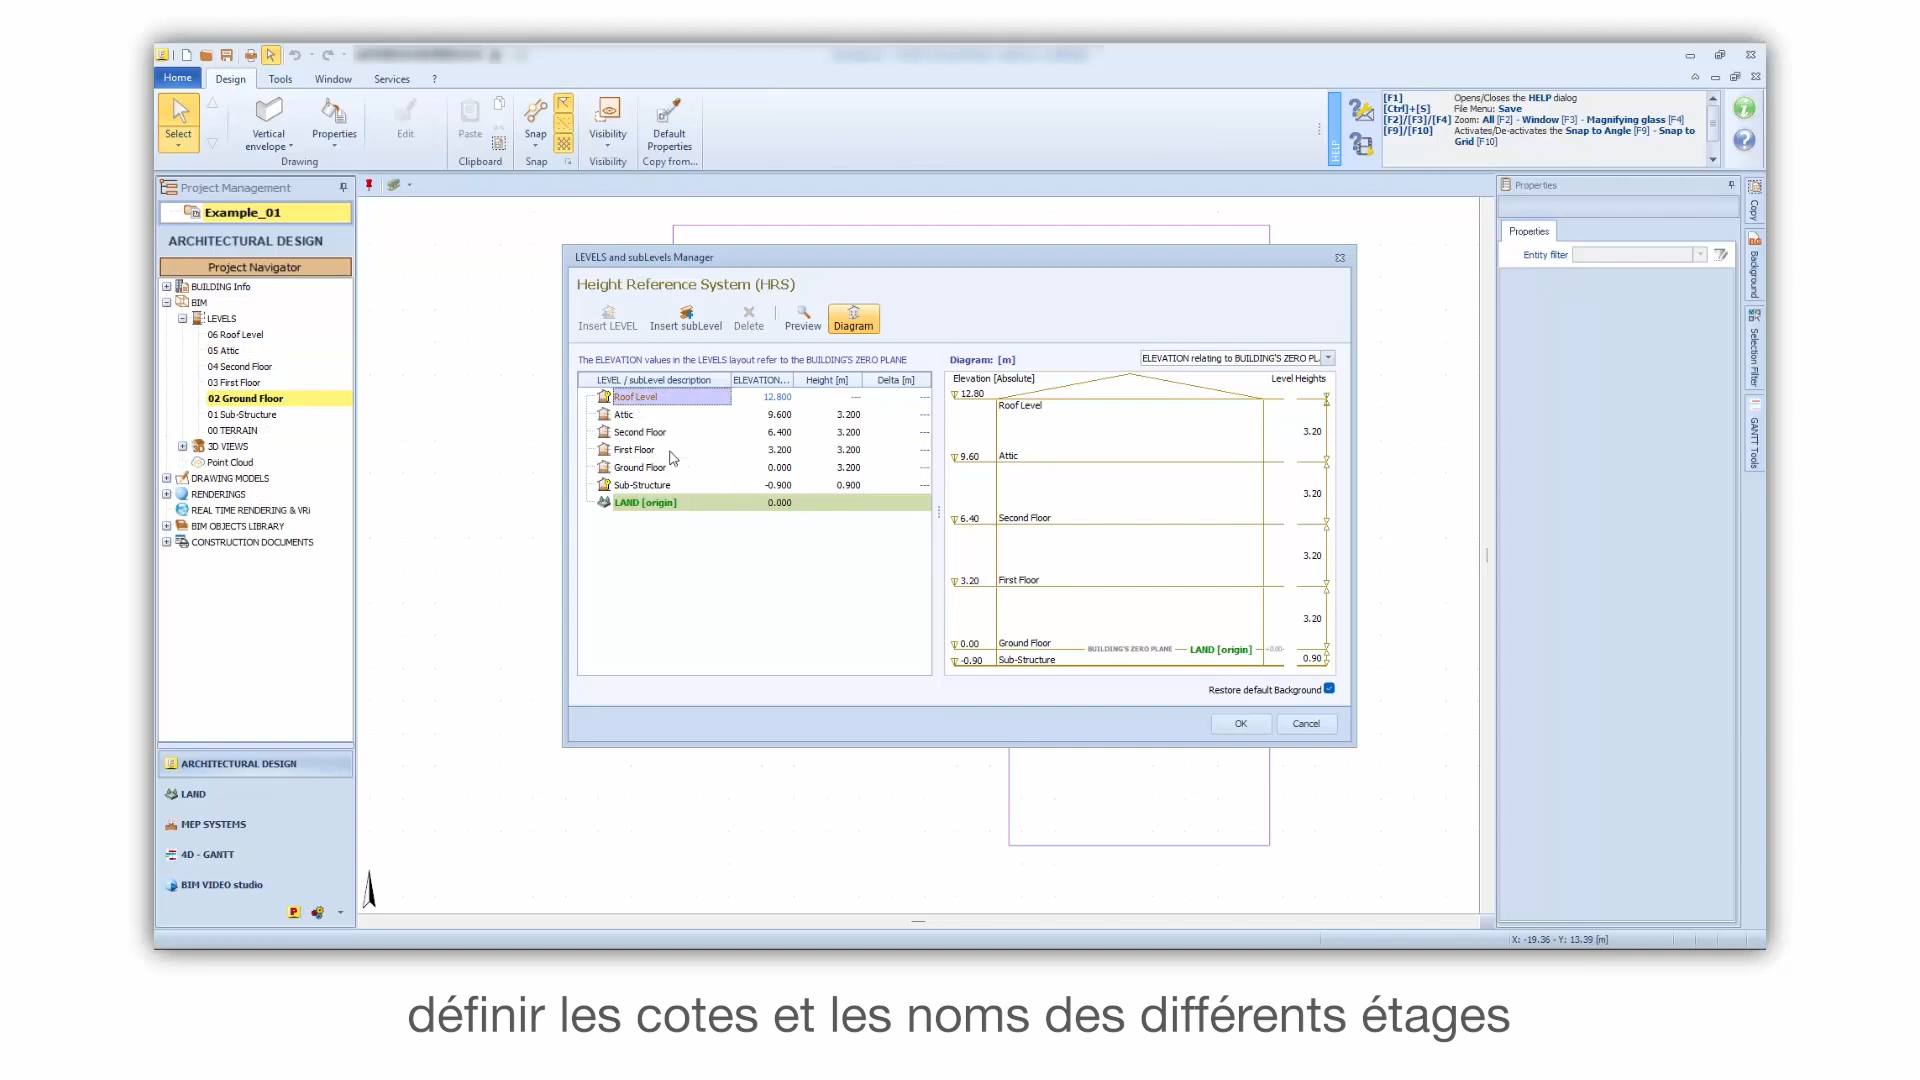 Home Design Tools Window Services ?
Select
Vertical envelope
Properties
Edit
Paste
Snap
Visibility
Default Properties
Drawing
Clipboard
Snap
Visibility
Copy from...
HELP
[F1] Opens/Closes the HELP dialog
[Ctrl]+[S] File Menu: Save
[F2]/[F3]/[F4] Zoom: All [F2] - Window [F3] - Magnifying glass [F4]
[F9]/[F10] Activates/De-activates the Snap to Angle [F9] - Snap to
Grid [F10]
Project Management
Example_01
ARCHITECTURAL DESIGN
Project Navigator
BUILDING Info
BIM
LEVELS
06 Roof Level
05 Attic
04 Second Floor
03 First Floor
02 Ground Floor
01 Sub-Structure
00 TERRAIN
3D VIEWS
Point Cloud
DRAWING MODELS
RENDERINGS
REAL TIME RENDERING & VRi
BIM OBJECTS LIBRARY
CONSTRUCTION DOCUMENTS
ARCHITECTURAL DESIGN
LAND
MEP SYSTEMS
4D - GANTT
BIM VIDEO studio
LEVELS and subLevels Manager
Height Reference System (HRS)
Insert LEVEL Insert subLevel Delete Preview Diagram
The ELEVATION values in the LEVELS layout refer to the BUILDING'S ZERO PLANE
LEVEL / subLevel description ELEVATION... Height [m] Delta [m]
Roof Level 12.800 --- ---
Attic 9.600 3.200 ---
Second Floor 6.400 3.200 ---
First Floor 3.200 3.200 ---
Ground Floor 0.000 3.200 ---
Sub-Structure -0.900 0.900 ---
LAND [origin] 0.000
Diagram: [m] ELEVATION relating to BUILDING'S ZERO PL
Elevation [Absolute] Level Heights
12.80
Roof Level
3.20
9.60 Attic
3.20
6.40 Second Floor
3.20
3.20 First Floor
3.20
0.00 Ground Floor
BUILDING'S ZERO PLANE LAND [origin] +0.00
-0.90 Sub-Structure 0.90
Restore default Background
OK Cancel
Properties
Properties
Entity filter
Copy
Background
Selection Filter
GANTT Tools
X: -19.36 - Y: 13.39 [m]
définir les cotes et les noms des différents étages